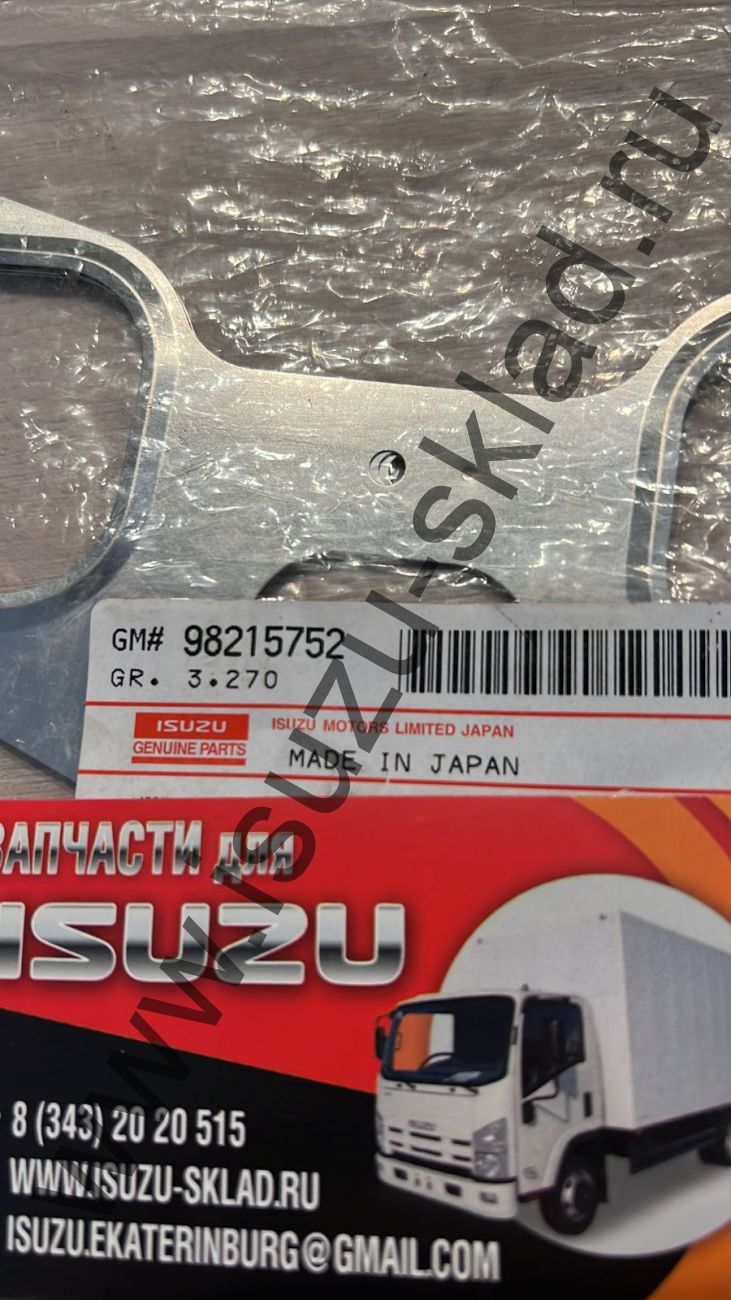 www.isuzu-sklad.ru
GM# 98215752
GR. 3.270
ISUZU
GENUINE PARTS
ISUZU MOTORS LIMITED JAPAN
MADE IN JAPAN
ЗАПЧАСТИ для
ISUZU
ISUZU
8 (343) 20 20 515
WWW.ISUZU-SKLAD.RU
ISUZU.EKATERINBURG@GMAIL.COM